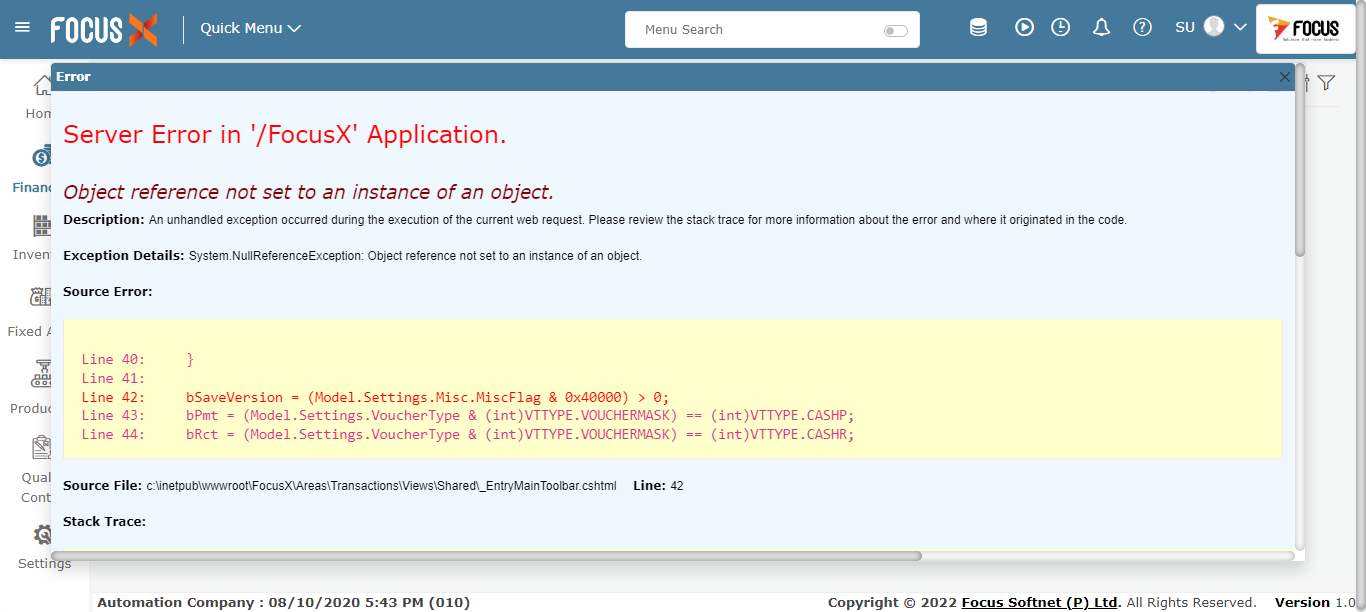 FOCUS X
Quick Menu
Menu Search
SU
FOCUS
Error
Server Error in '/FocusX' Application.
Object reference not set to an instance of an object.
Description: An unhandled exception occurred during the execution of the current web request. Please review the stack trace for more information about the error and where it originated in the code.
Exception Details: System.NullReferenceException: Object reference not set to an instance of an object.
Source Error:
Line 40:     }
Line 41:
Line 42:     bSaveVersion = (Model.Settings.Misc.MiscFlag & 0x40000) > 0;
Line 43:     bPmt = (Model.Settings.VoucherType & (int)VTTYPE.VOUCHERMASK) == (int)VTTYPE.CASHP;
Line 44:     bRct = (Model.Settings.VoucherType & (int)VTTYPE.VOUCHERMASK) == (int)VTTYPE.CASHR;
Source File: c:\inetpub\wwwroot\FocusX\Areas\Transactions\Views\Shared\_EntryMainToolbar.cshtml    Line: 42
Stack Trace:
Hom
Financ
Inven
Fixed A
Produc
Qual
Cont
Settings
Automation Company : 08/10/2020 5:43 PM (010)
Copyright © 2022 Focus Softnet (P) Ltd. All Rights Reserved. Version 1.0